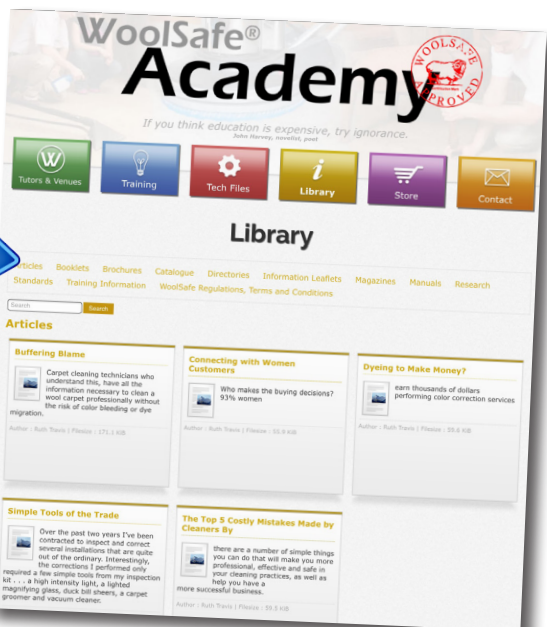 WoolSafe®
Academy
WOOLSAFE
APPROVED
If you think education is expensive, try ignorance.
John Harvey, novelist, poet
Tutors & Venues
Training
Tech Files
Library
Store
Contact
Library
Articles Booklets Brochures Catalogue Directories Information Leaflets Magazines Manuals Research
Standards Training Information WoolSafe Regulations, Terms and Conditions
Search Search
Articles
Buffering Blame
Carpet cleaning technicians who
understand this, have all the
information necessary to clean a
wool carpet professionally without
the risk of color bleeding or dye
migration.
Author : Ruth Travis | Filesize : 171.1 KiB
Connecting with Women
Customers
Who makes the buying decisions?
93% women
Author : Ruth Travis | Filesize : 10.9 KiB
Dyeing to Make Money?
earn thousands of dollars
performing color correction services
Author : Ruth Travis | Filesize : 55.6 KiB
Simple Tools of the Trade
Over the past two years I've been
contracted to inspect and correct
several installations that are quite
out of the ordinary. Interestingly,
the corrections I performed only
required a few simple tools from my inspection
kit . . . a high intensity light, a lighted
magnifying glass, duck bill sheers, a carpet
groomer and vacuum cleaner.
The Top 5 Costly Mistakes Made by
Cleaners By
there are a number of simple things
you can do that will make you more
professional, effective and safe in
your cleaning practices, as well as
help you have a
more successful business.
Author : Ruth Travis | Filesize : 59.5 KiB